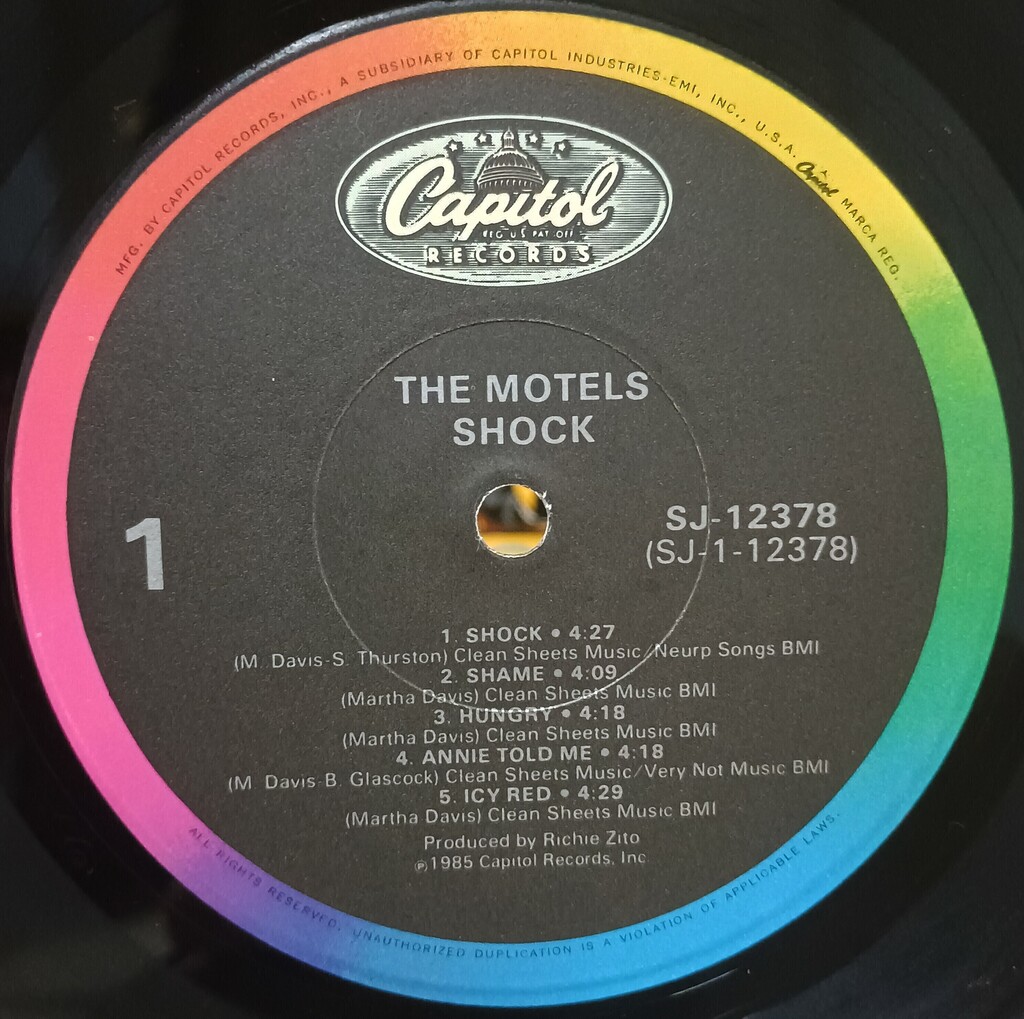 MFG. BY CAPITOL RECORDS, INC., A SUBSIDIARY OF CAPITOL INDUSTRIES-EMI, INC., U.S.A. Capitol MARCA REG.
Capitol
REG. U.S. PAT. OFF.
RECORDS
THE MOTELS
SHOCK
1
SJ-12378
(SJ-1-12378)
1. SHOCK • 4:27
(M. Davis-S. Thurston) Clean Sheets Music/Neurp Songs BMI
2. SHAME • 4:09
(Martha Davis) Clean Sheets Music BMI
3. HUNGRY • 4:18
(Martha Davis) Clean Sheets Music BMI
4. ANNIE TOLD ME • 4:18
(M. Davis-B. Glascock) Clean Sheets Music/Very Not Music BMI
5. ICY RED • 4:29
(Martha Davis) Clean Sheets Music BMI
Produced by Richie Zito
℗1985 Capitol Records, Inc.
ALL RIGHTS RESERVED. UNAUTHORIZED DUPLICATION IS A VIOLATION OF APPLICABLE LAWS.